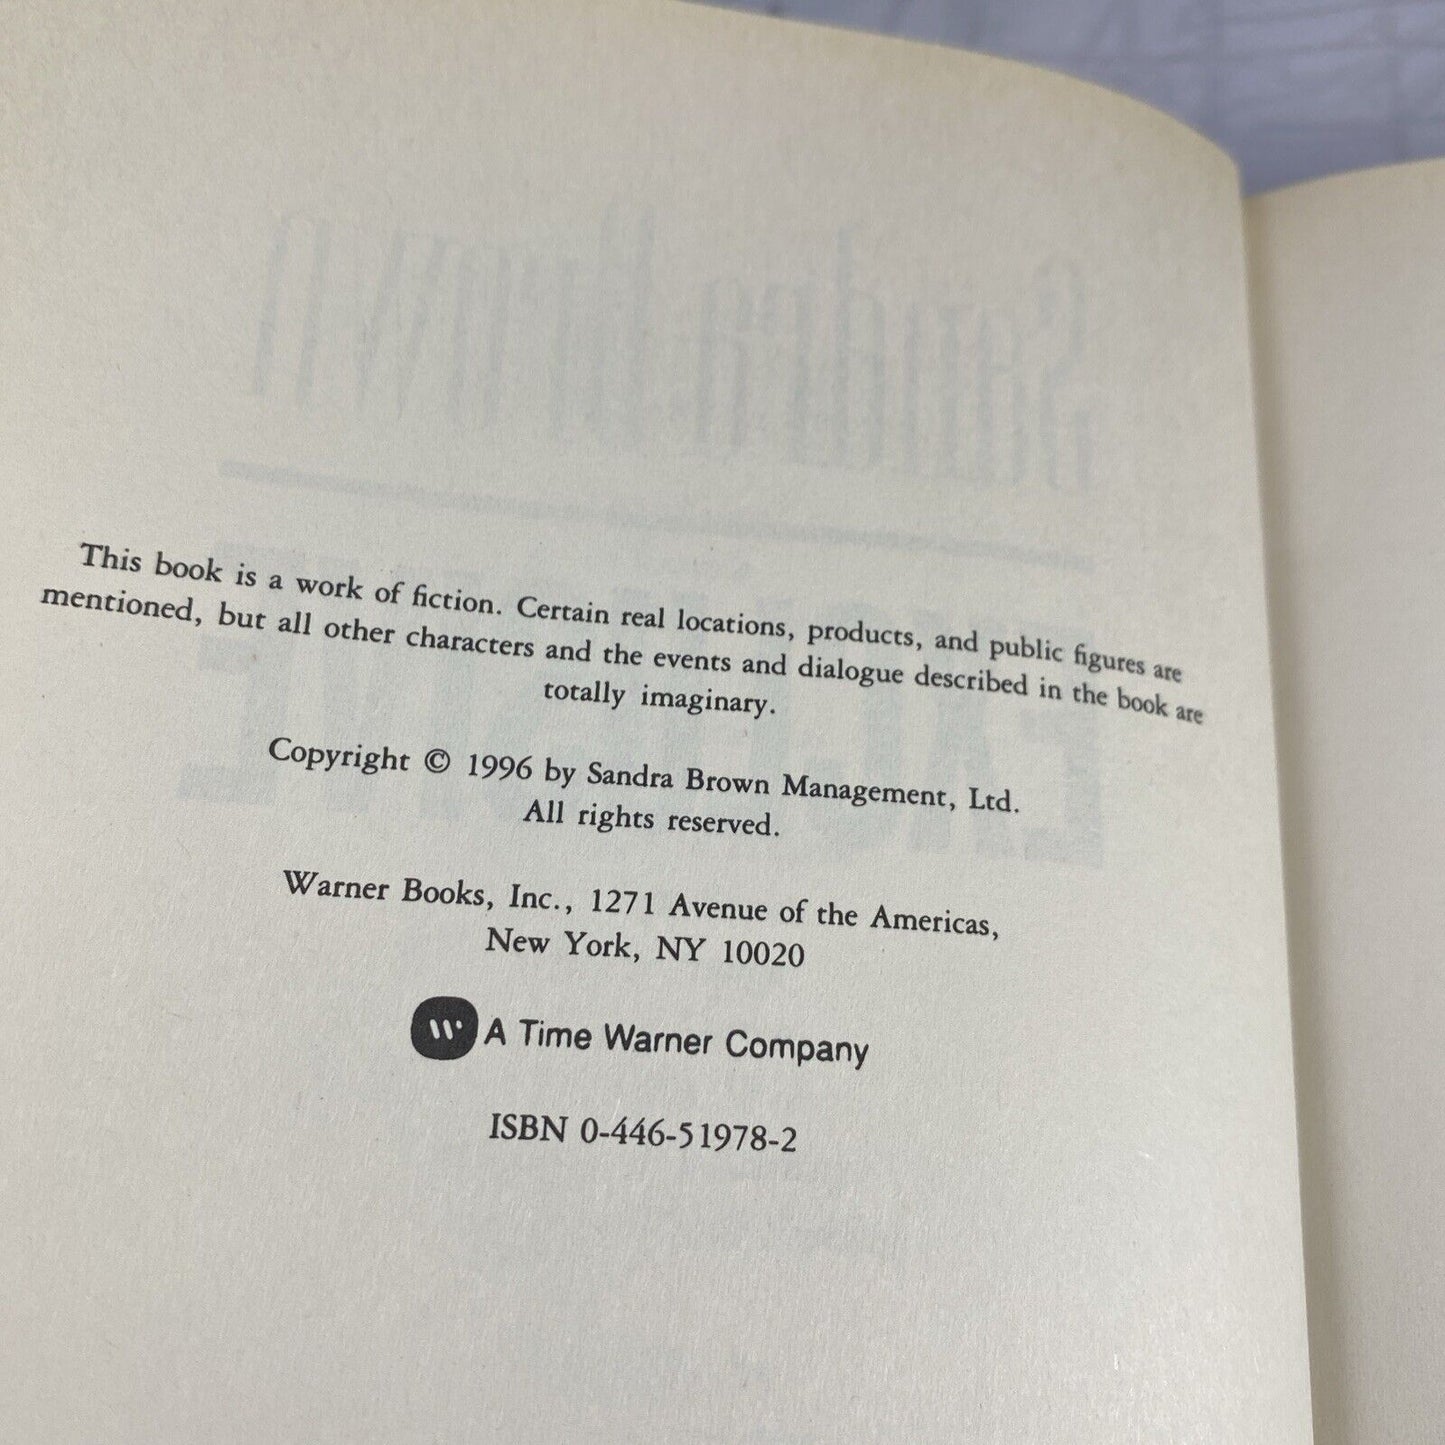 Sandra Brown
This book is a work of fiction. Certain real locations, products, and public figures are
mentioned, but all other characters and the events and dialogue described in the book are
totally imaginary.
Copyright © 1996 by Sandra Brown Management, Ltd.
All rights reserved.
Warner Books, Inc., 1271 Avenue of the Americas,
New York, NY 10020
W A Time Warner Company
ISBN 0-446-51978-2